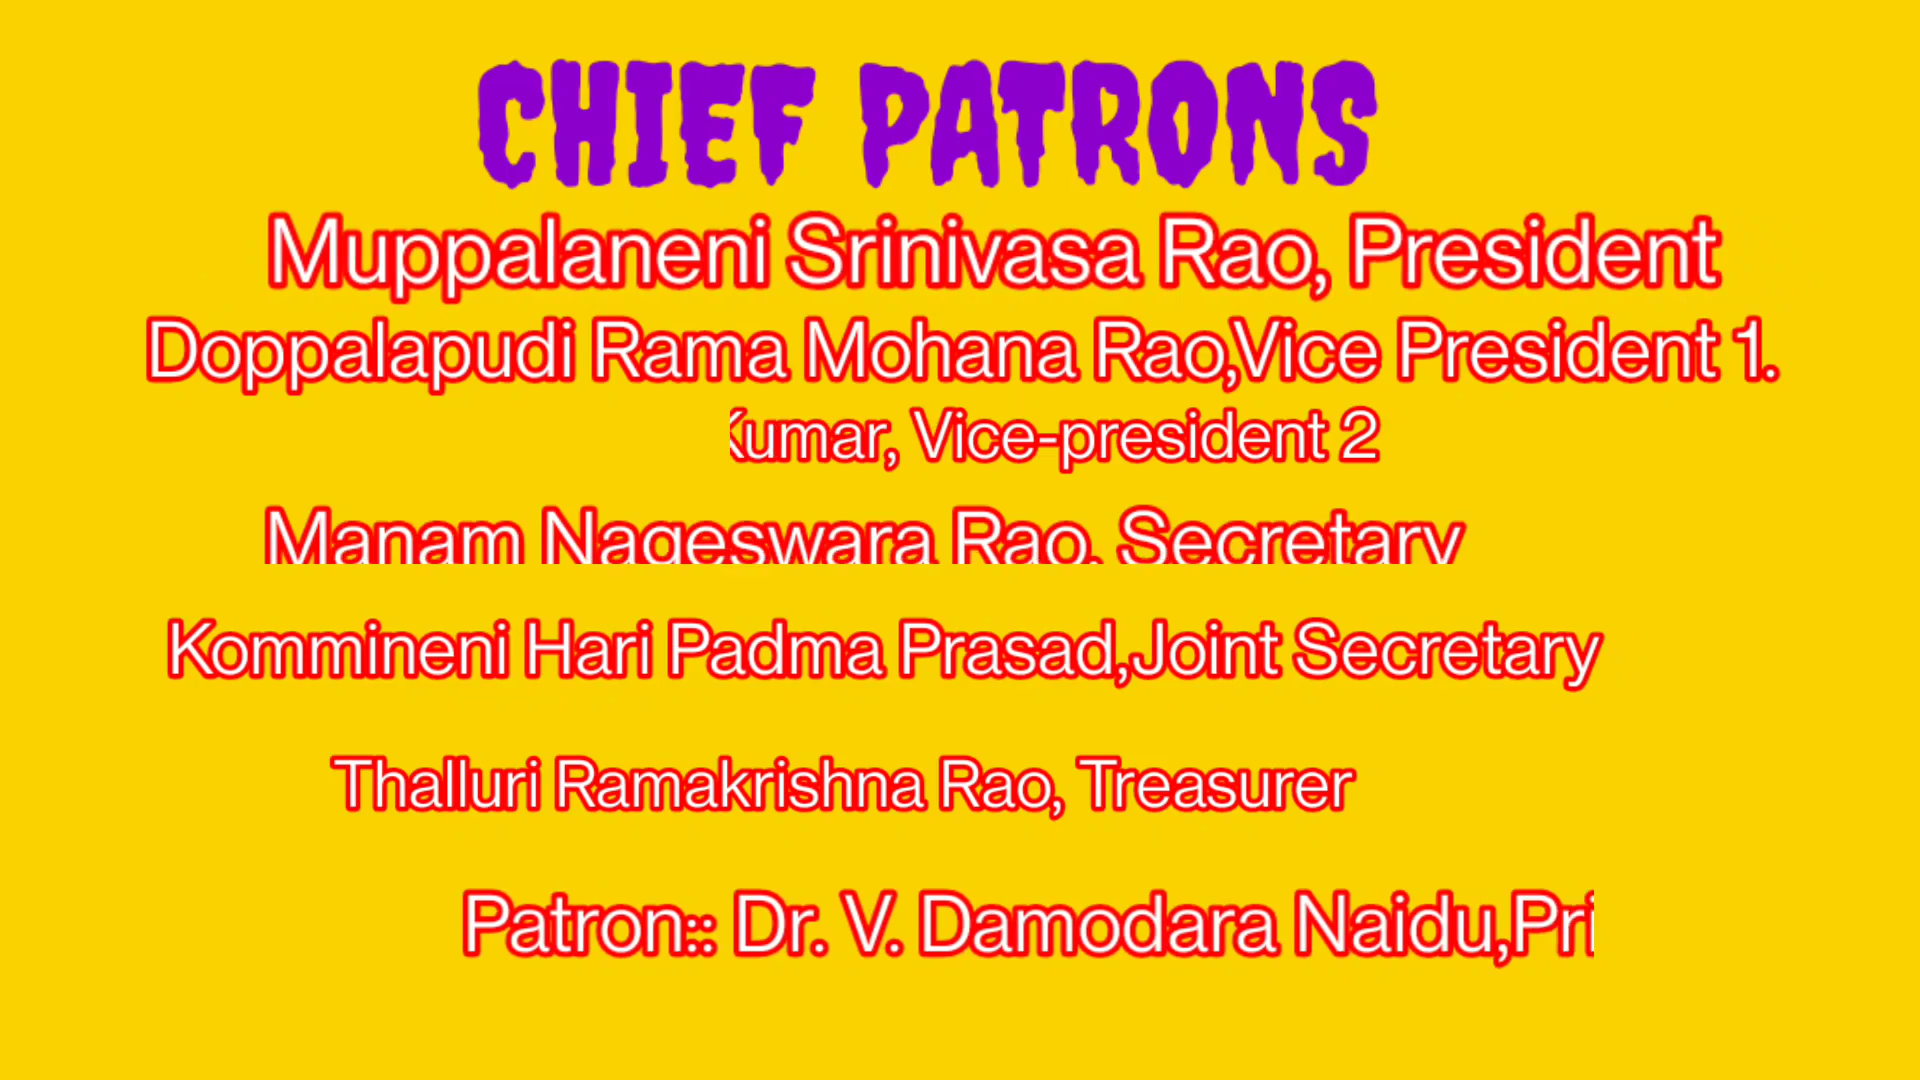 CHIEF PATRONS
Muppalaneni Srinivasa Rao, President
Doppalapudi Rama Mohana Rao,Vice President 1.
Kumar, Vice-president 2
Manam Nageswara Rao, Secretary
Kommineni Hari Padma Prasad,Joint Secretary
Thalluri Ramakrishna Rao, Treasurer
Patron:: Dr. V. Damodara Naidu,Pri